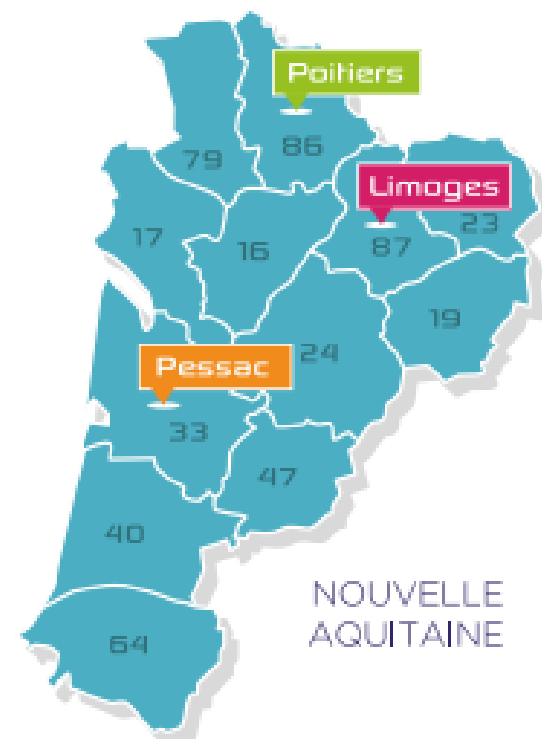 Poitiers
86
79
Limoges
23
17
16
87
19
24
Pessac
33
47
40
NOUVELLE
AQUITAINE
64